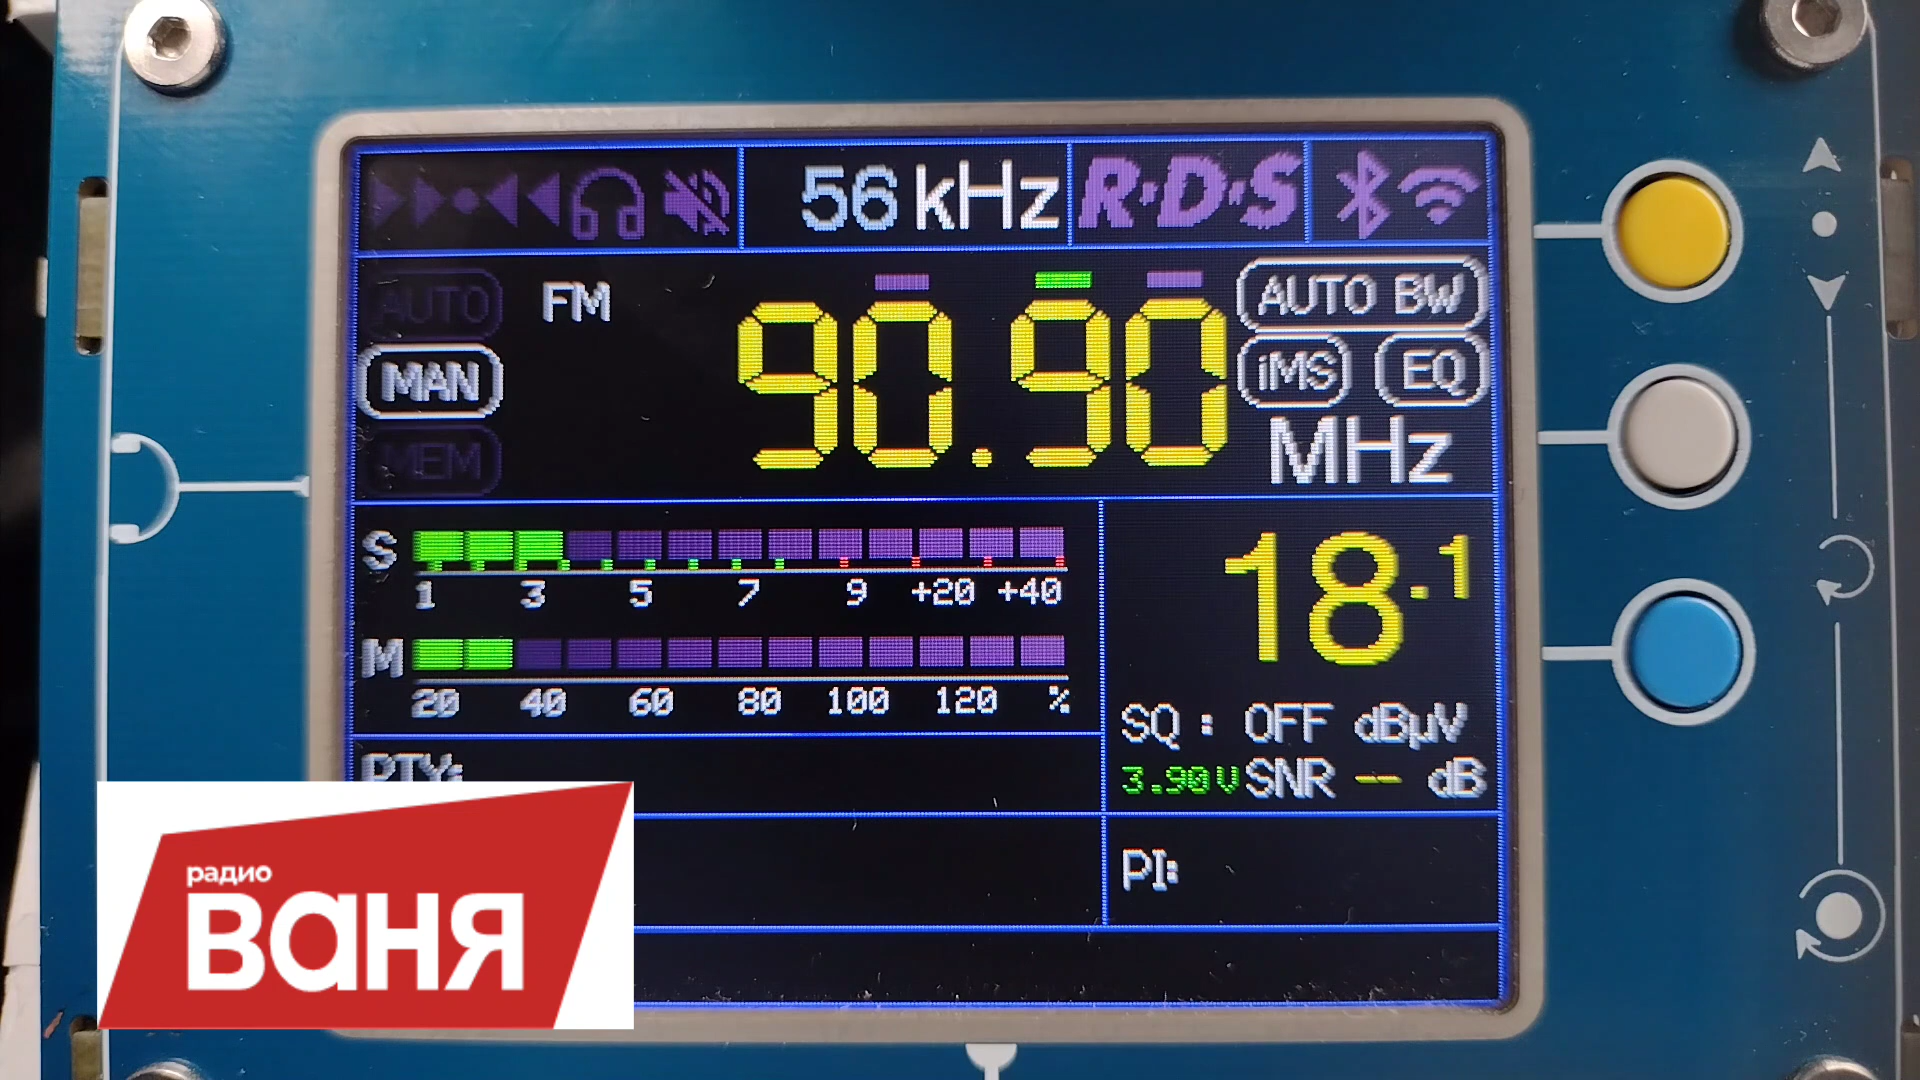 56 kHz R·D·S
AUTO FM 90.90 AUTO BW
MAN iMS EQ
MEM MHz
S
1 3 5 7 9 +20 +40
18.1
M
20 40 60 80 100 120 %
SQ : OFF dBµV
PTY:
3.90V SNR -- dB
PI:
радио
ваня